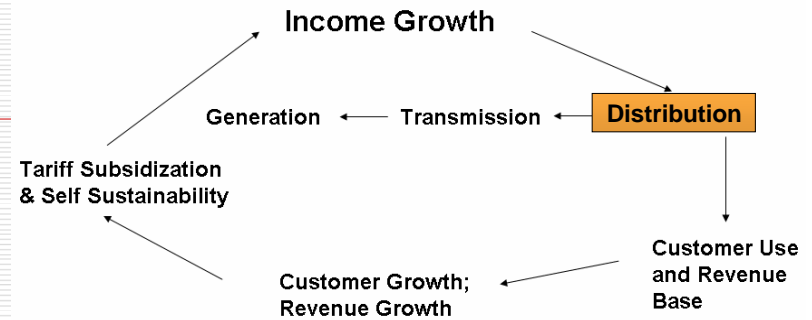 Income Growth
Generation
Transmission
Distribution
Tariff Subsidization
& Self Sustainability
Customer Use
and Revenue
Base
Customer Growth;
Revenue Growth